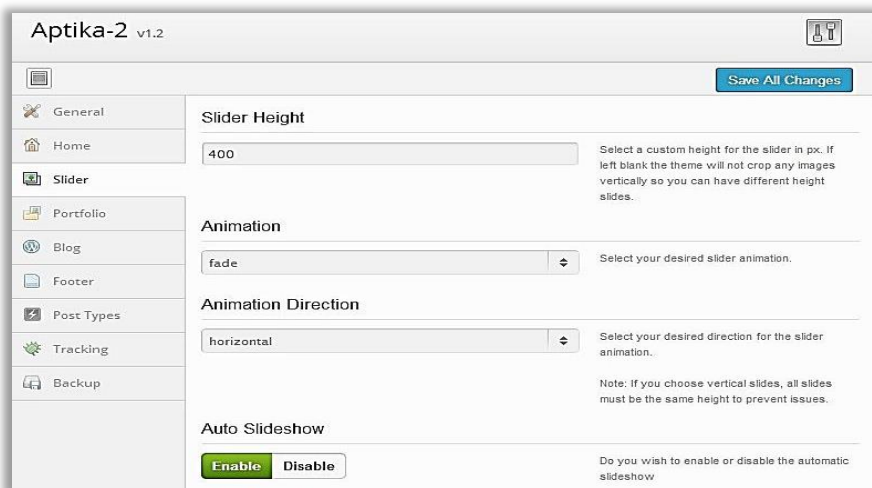 Aptika-2 v1.2
Save All Changes
General
Home
Slider
Portfolio
Blog
Footer
Post Types
Tracking
Backup
Slider Height
400
Select a custom height for the slider in px. If
left blank the theme will not crop any images
vertically so you can have different height
slides.
Animation
fade
Select your desired slider animation.
Animation Direction
horizontal
Select your desired direction for the slider
animation.
Note: If you choose vertical slides, all slides
must be the same height to prevent issues.
Auto Slideshow
Enable Disable
Do you wish to enable or disable the automatic
slideshow